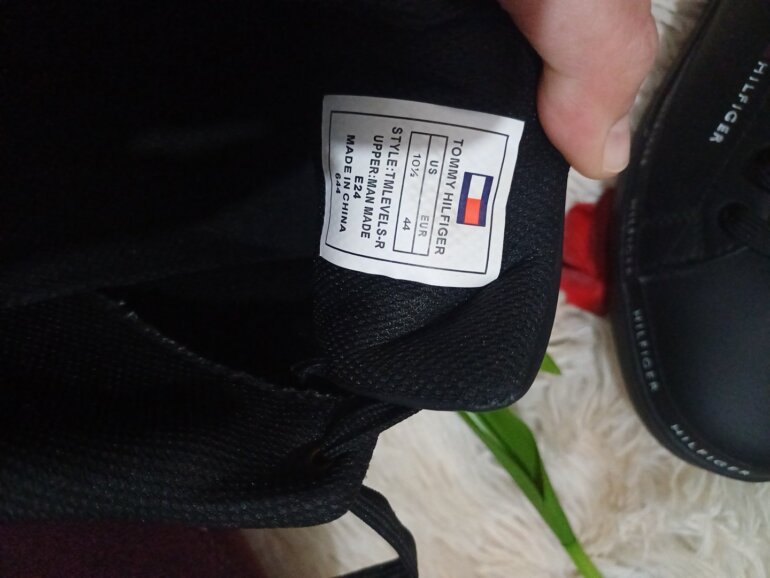 TOMMY HILFIGER
US EUR
10½ 44
STYLE:TMLEVELS-R
UPPER:MAN MADE
E24
MADE IN CHINA
644
HILFIGER
HILFIGER
HILFIGER